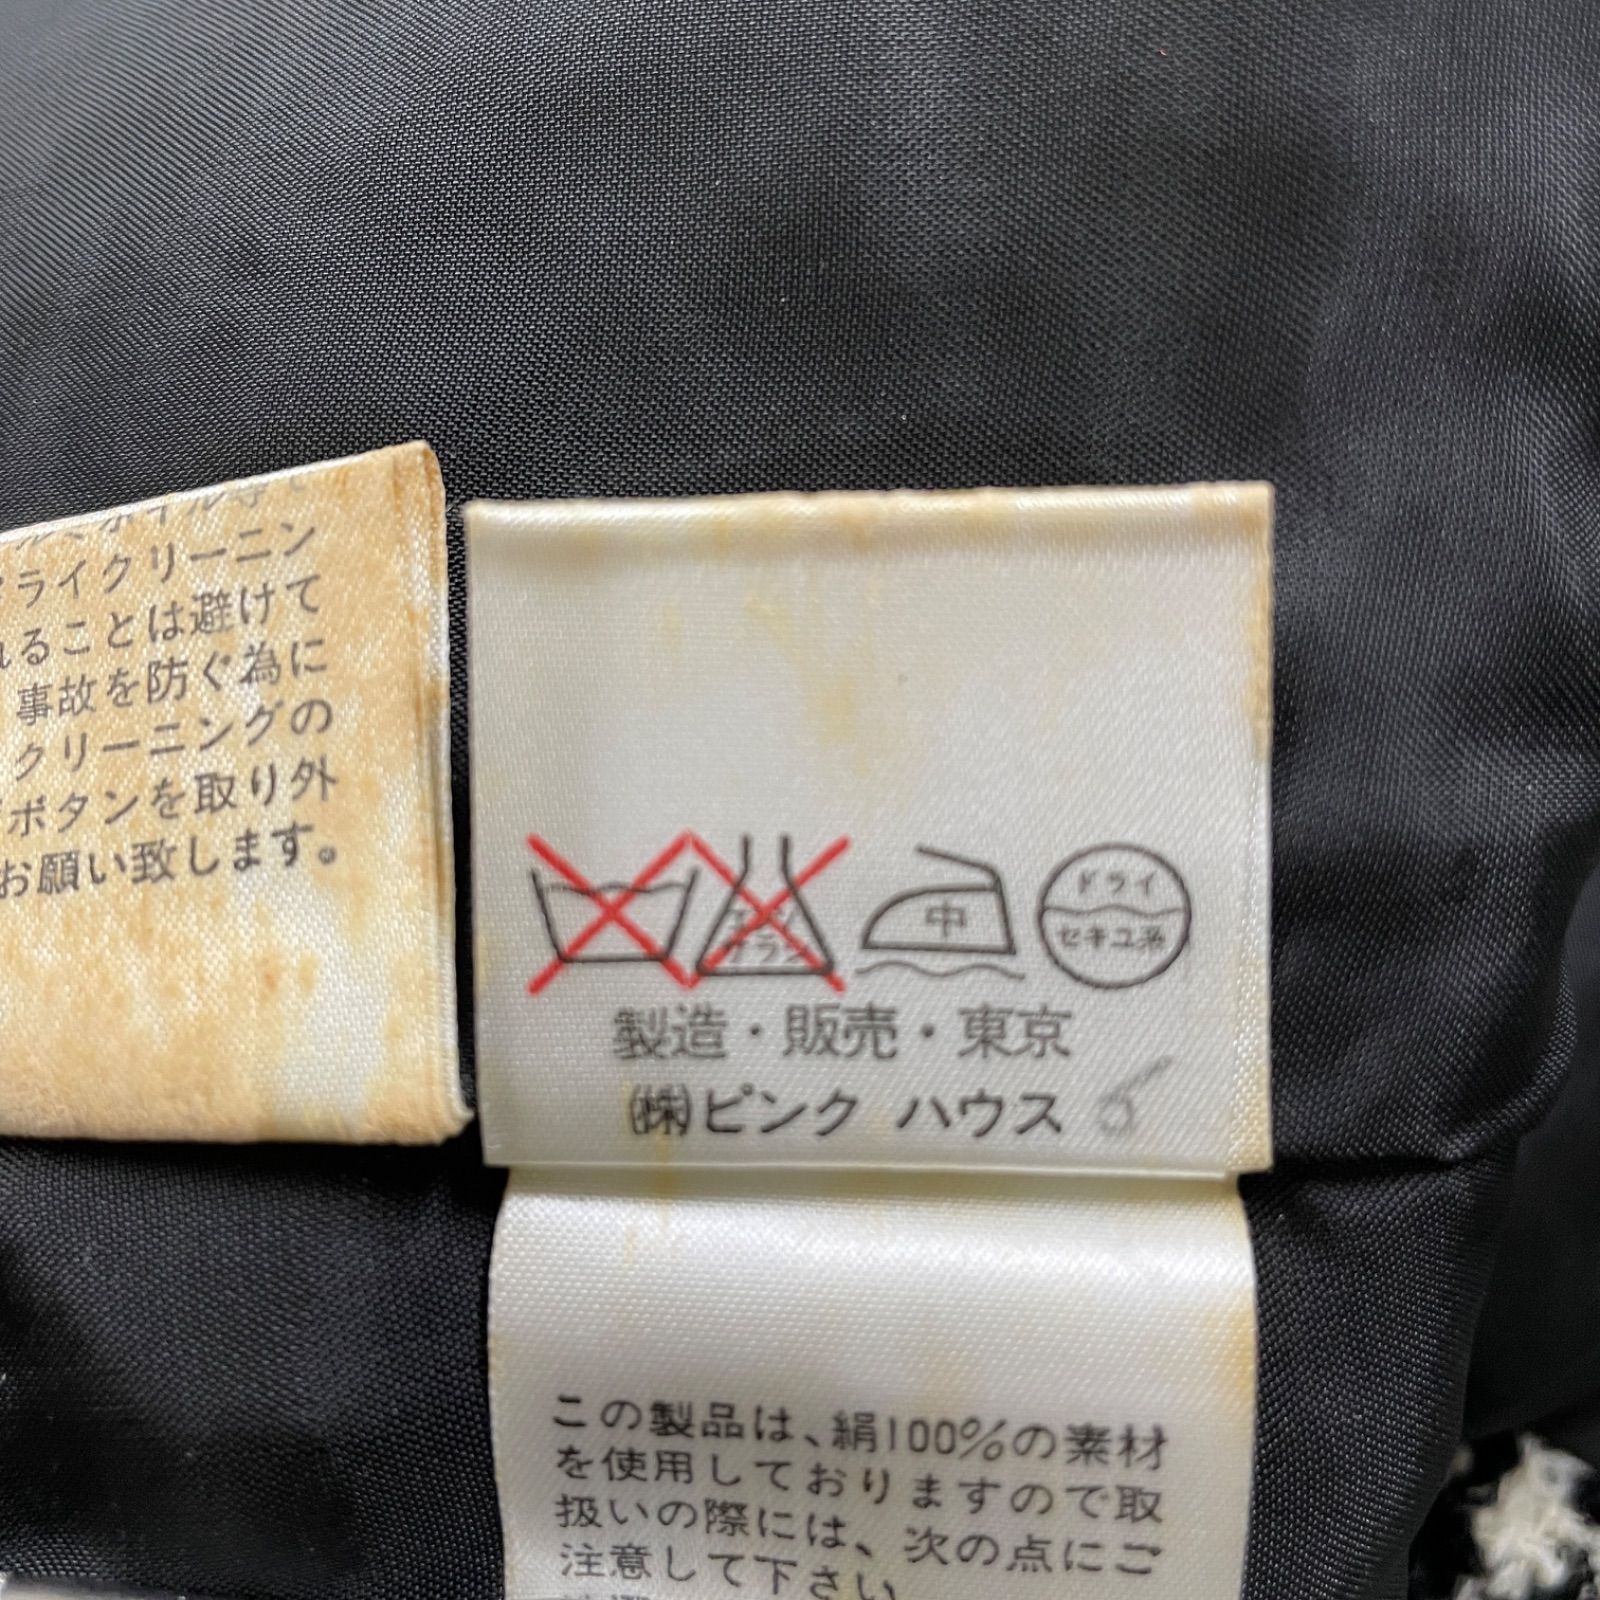 ライクリーニン
ることは避けて
事故を防ぐ為に
クリーニングの
ボタンを取り外
お願い致します。
中
ドライ
セキユ系
製造・販売・東京
㈱ピンク ハウス
この製品は、絹100%の素材
を使用しておりますので取
扱いの際には、次の点にご
注意して下さい